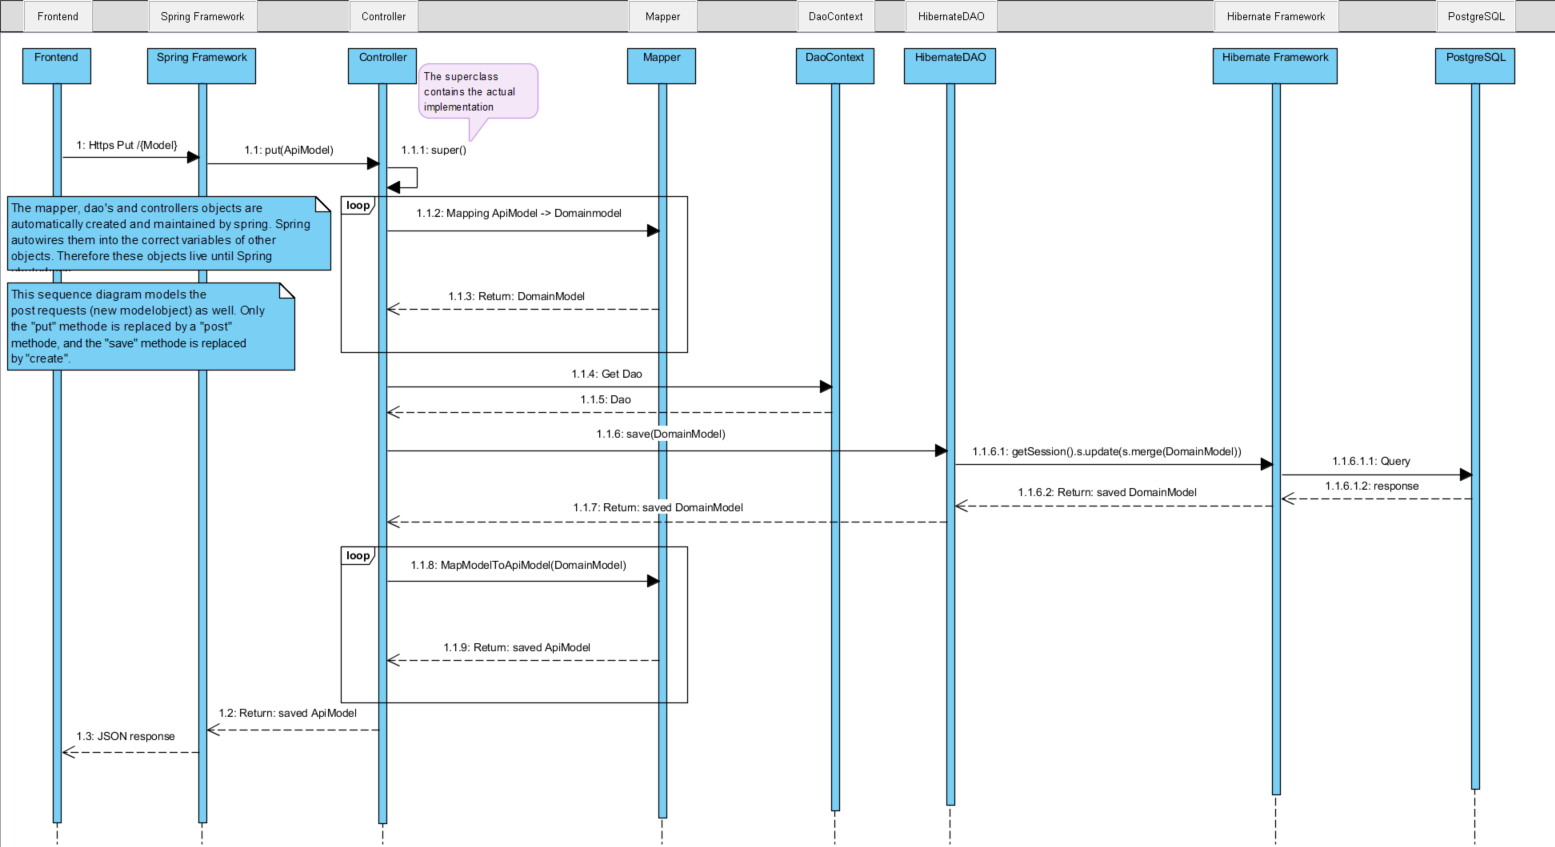 Frontend
Spring Framework
Controller
Mapper
DaoContext
HibernateDAO
Hibernate Framework
PostgreSQL
Frontend
Spring Framework
Controller
Mapper
DaoContext
HibernateDAO
Hibernate Framework
PostgreSQL
The superclass
contains the actual
implementation
1: Https Put /{Model}
1.1: put(ApiModel)
1.1.1: super()
The mapper, dao's and controllers objects are
automatically created and maintained by spring. Spring
autowires them into the correct variables of other
objects. Therefore these objects live until Spring
loop
1.1.2: Mapping ApiModel -> Domainmodel
1.1.3: Return: DomainModel
This sequence diagram models the
post requests (new modelobject) as well. Only
the "put" methode is replaced by a "post"
methode, and the "save" methode is replaced
by "create".
1.1.4: Get Dao
1.1.5: Dao
1.1.6: save(DomainModel)
1.1.6.1: getSession().s.update(s.merge(DomainModel))
1.1.6.1.1: Query
1.1.6.1.2: response
1.1.6.2: Return: saved DomainModel
1.1.7: Return: saved DomainModel
loop
1.1.8: MapModelToApiModel(DomainModel)
1.1.9: Return: saved ApiModel
1.2: Return: saved ApiModel
1.3: JSON response